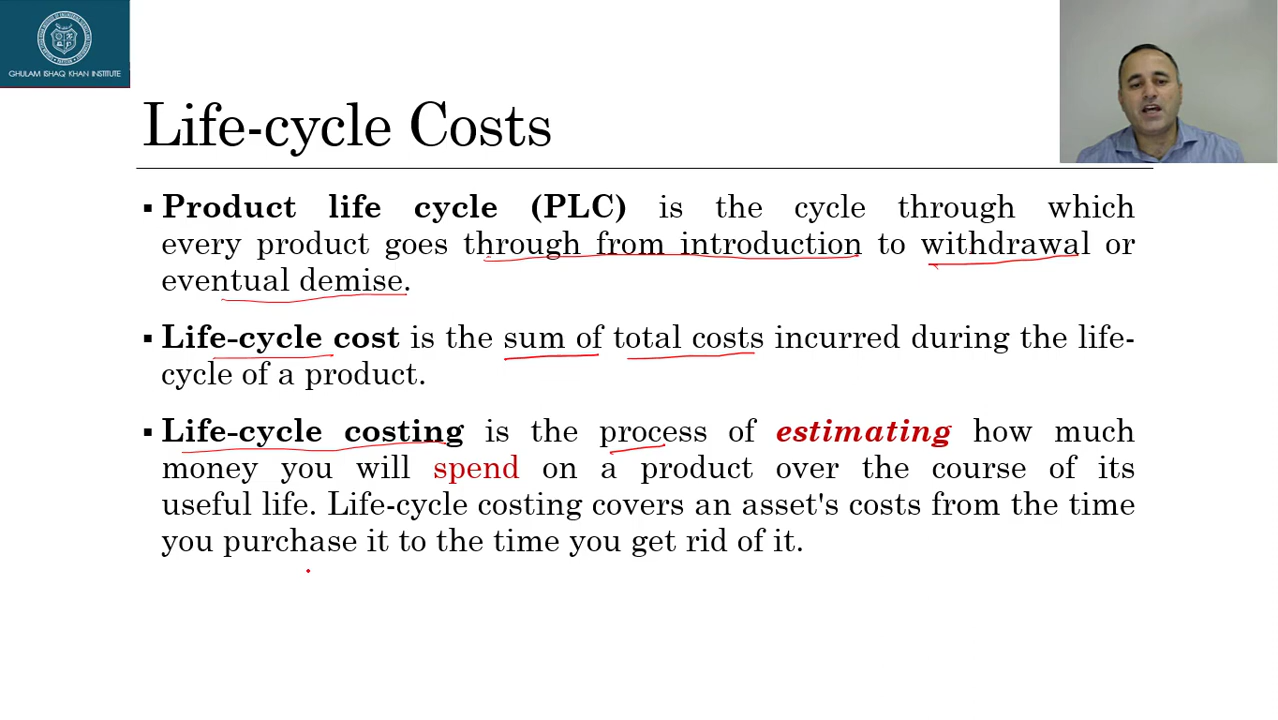 GHULAM ISHAQ KHAN INSTITUTE
Life-cycle Costs
▪ Product life cycle (PLC) is the cycle through which
every product goes through from introduction to withdrawal or
eventual demise.
▪ Life-cycle cost is the sum of total costs incurred during the life-
cycle of a product.
▪ Life-cycle costing is the process of estimating how much
money you will spend on a product over the course of its
useful life. Life-cycle costing covers an asset's costs from the time
you purchase it to the time you get rid of it.